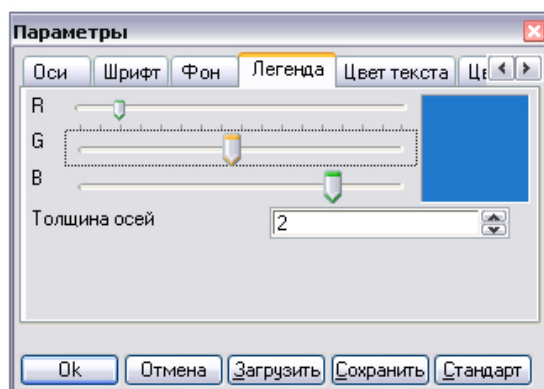 Параметры
Оси Шрифт Фон Легенда Цвет текста
R
G
B
Толщина осей 2
Ok Отмена Загрузить Сохранить Стандарт